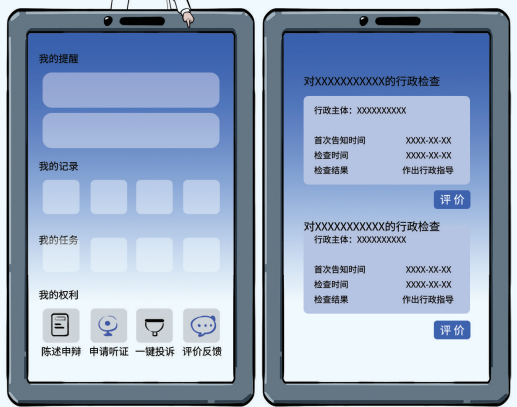 我的提醒
我的记录
我的任务
我的权利
陈述申辩 申请听证 一键投诉 评价反馈
对XXXXXXXXXXX的行政检查
行政主体：XXXXXXXXXX
首次告知时间 XXXX-XX-XX
检查时间 XXXX-XX-XX
检查结果 作出行政指导
评价
对XXXXXXXXXXX的行政检查
行政主体：XXXXXXXXXX
首次告知时间 XXXX-XX-XX
检查时间 XXXX-XX-XX
检查结果 作出行政指导
评价